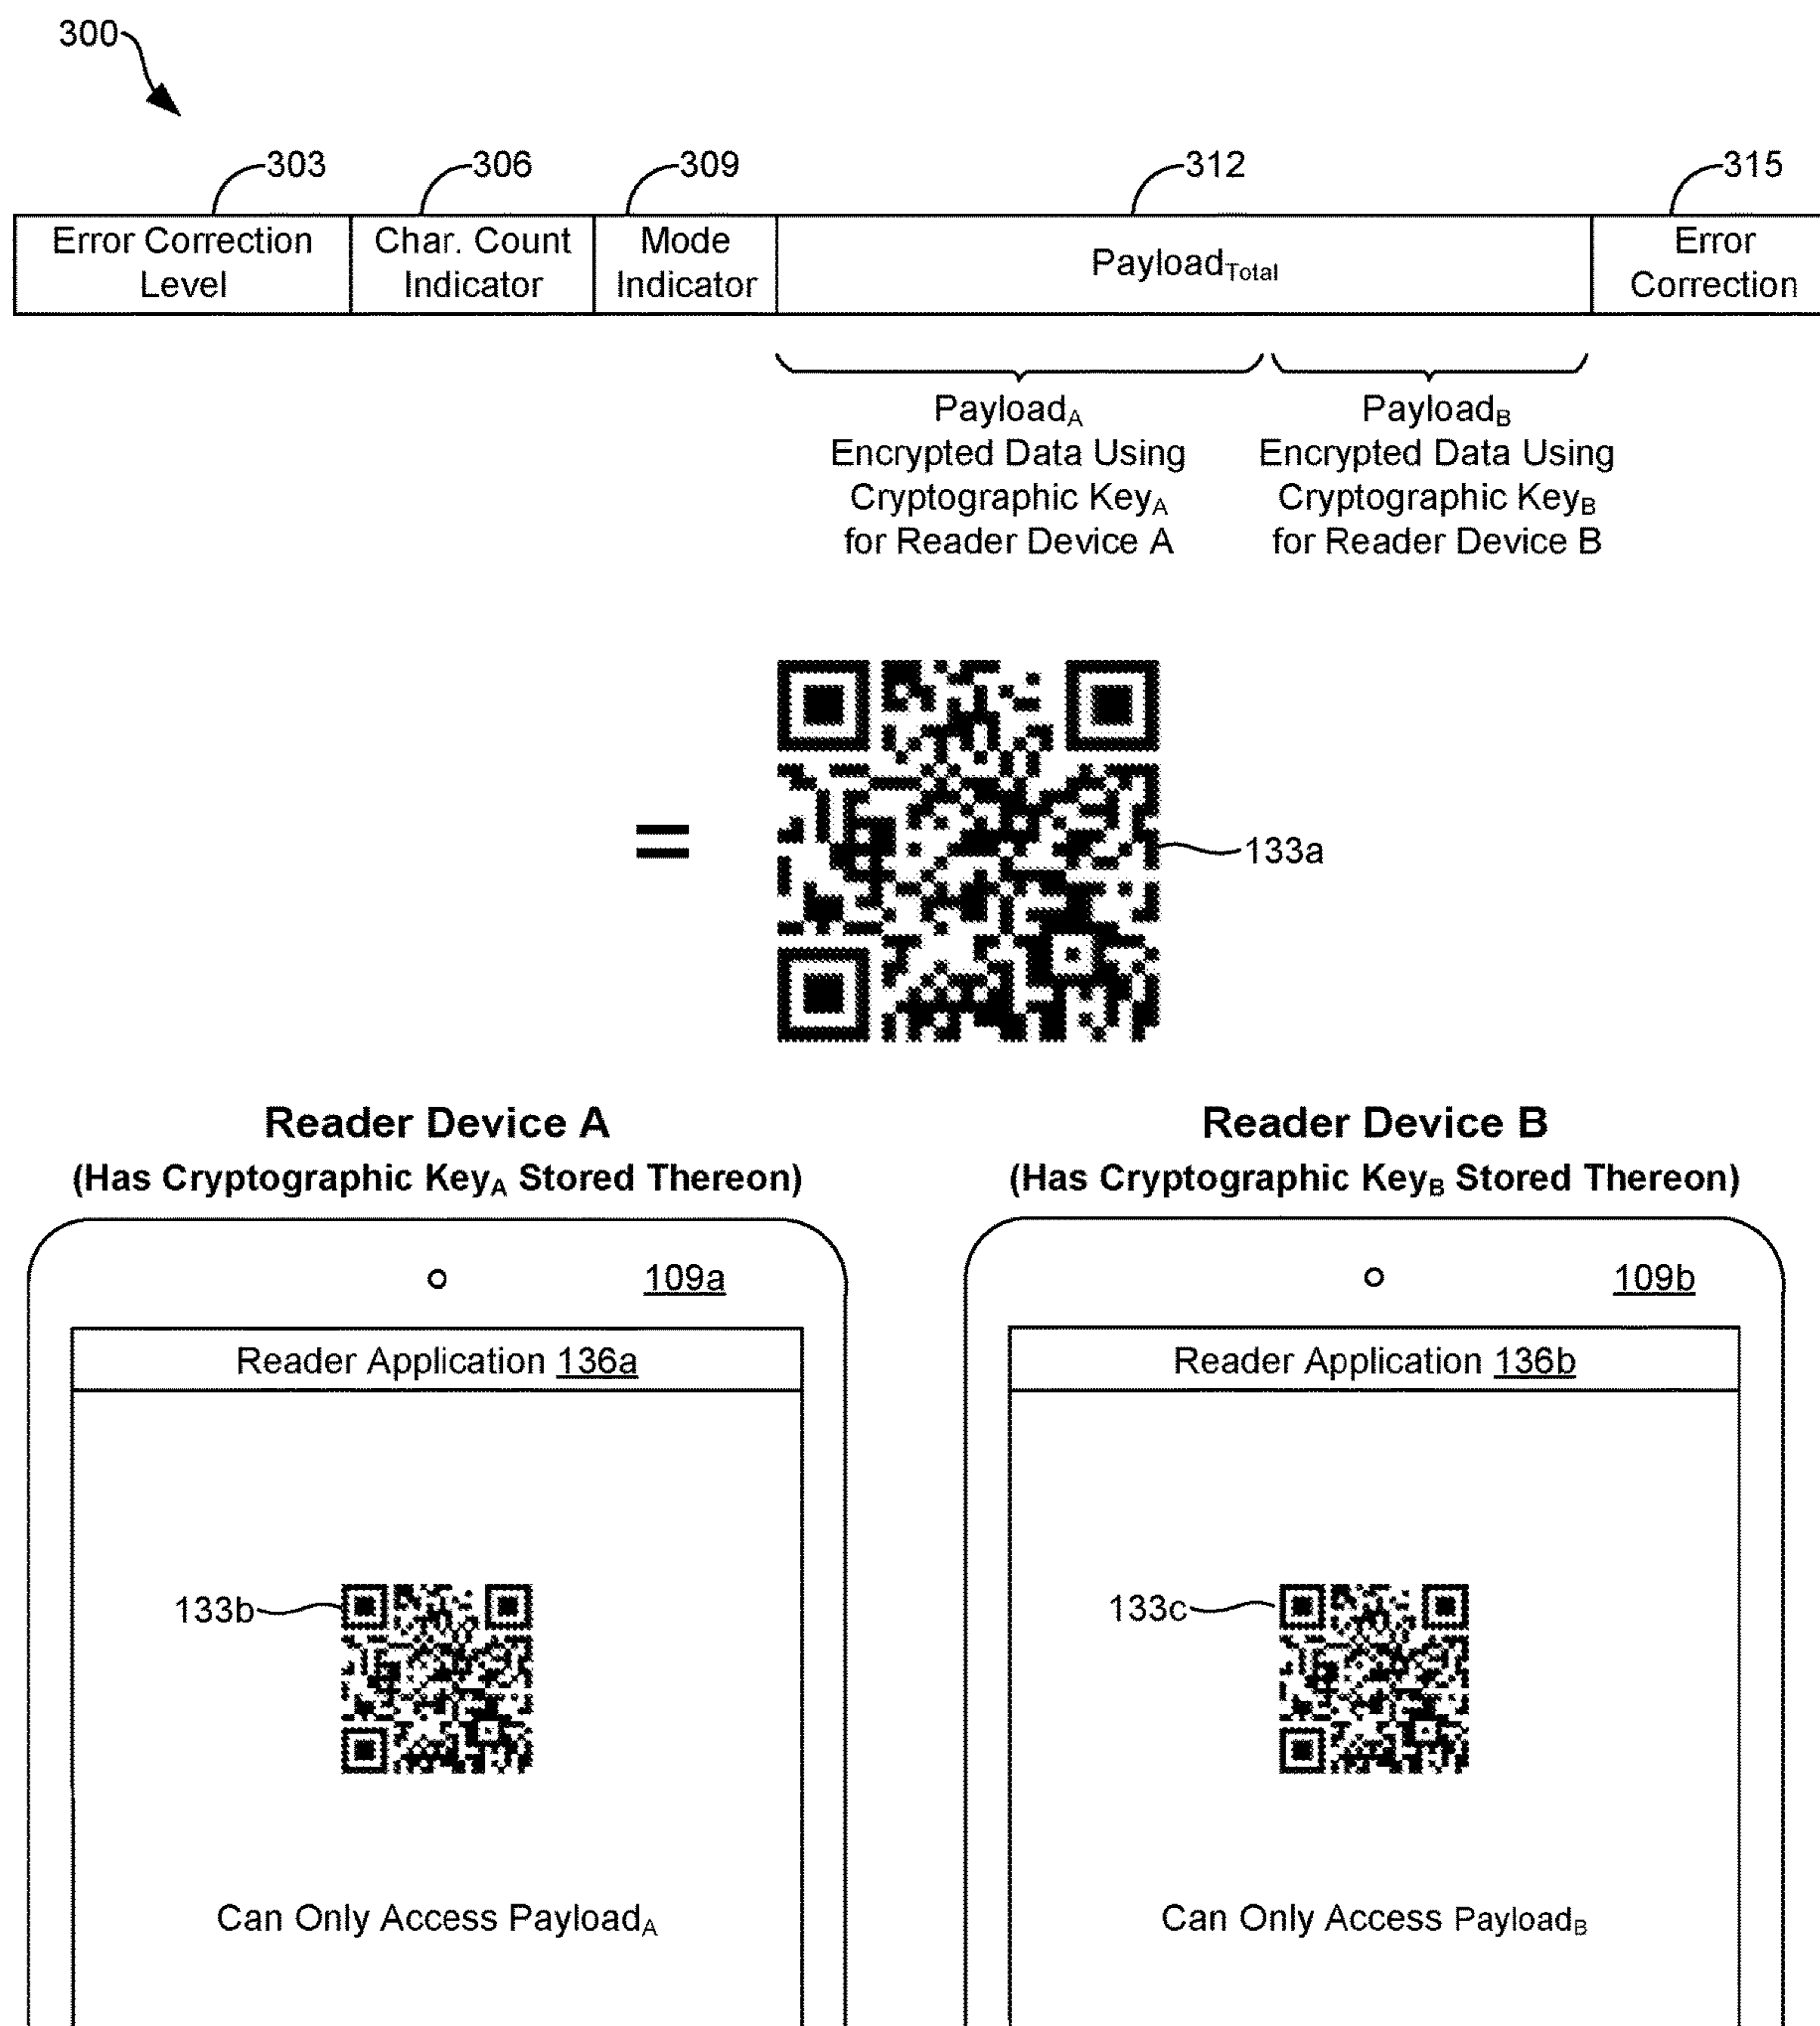 300
303 306 309 312 315
Error Correction Level
Char. Count Indicator
Mode Indicator
PayloadTotal
Error Correction
PayloadA
Encrypted Data Using
Cryptographic KeyA
for Reader Device A
PayloadB
Encrypted Data Using
Cryptographic KeyB
for Reader Device B
=
133a
Reader Device A
(Has Cryptographic KeyA Stored Thereon)
109a
Reader Application 136a
133b
Can Only Access PayloadA
Reader Device B
(Has Cryptographic KeyB Stored Thereon)
109b
Reader Application 136b
133c
Can Only Access PayloadB